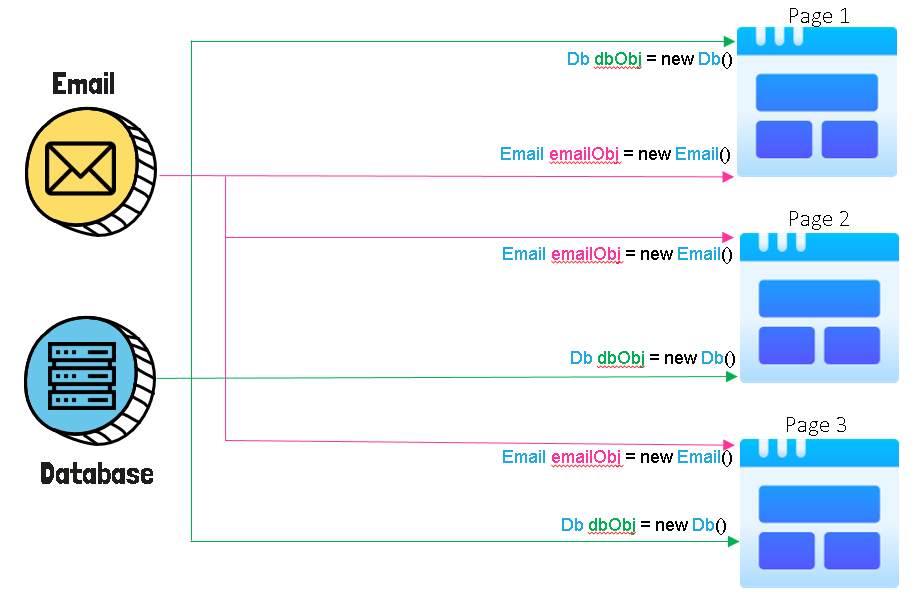 Page 1
Db dbObj = new Db()
Email
Email emailObj = new Email()
Page 2
Email emailObj = new Email()
Db dbObj = new Db()
Page 3
Email emailObj = new Email()
Database
Db dbObj = new Db()